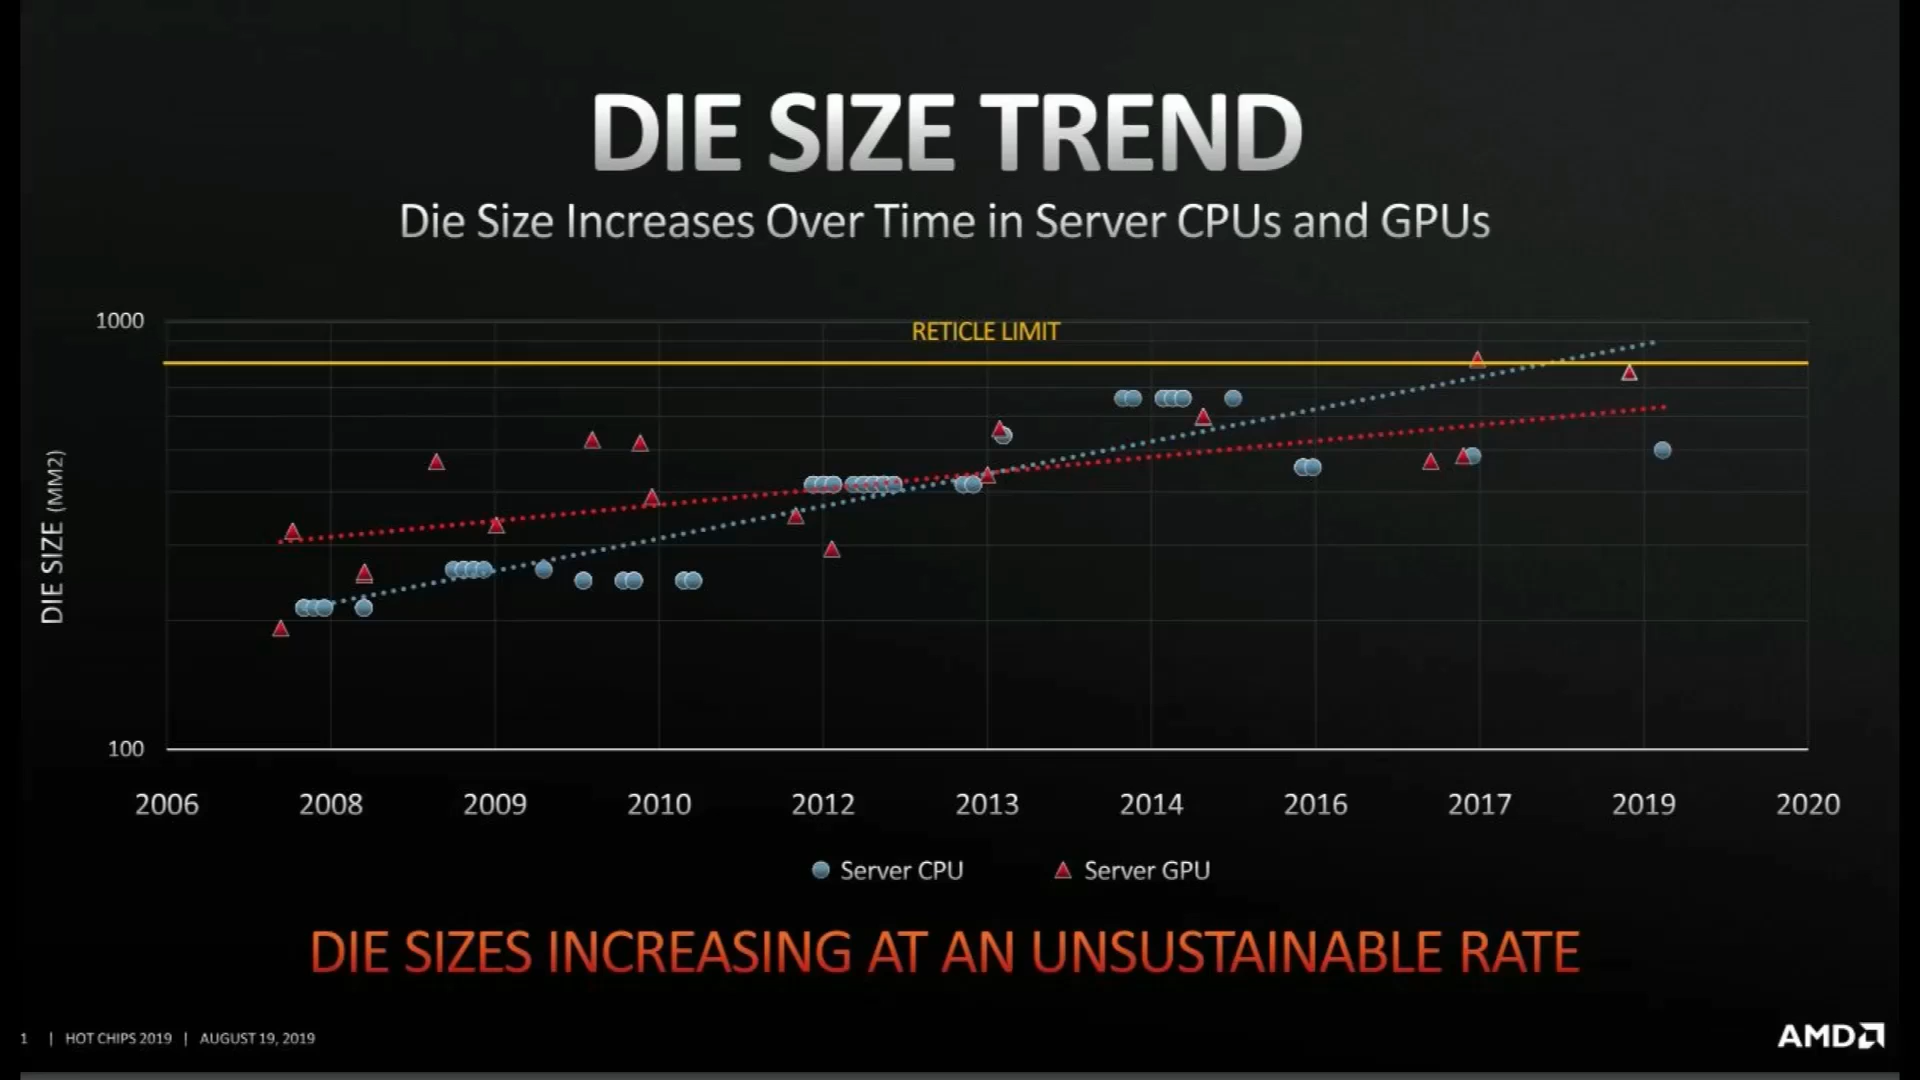 DIE SIZE TREND
Die Size Increases Over Time in Server CPUs and GPUs
1000
RETICLE LIMIT
DIE SIZE (MM2)
100
2006 2008 2009 2010 2012 2013 2014 2016 2017 2019 2020
Server CPU Server GPU
DIE SIZES INCREASING AT AN UNSUSTAINABLE RATE
1 | HOT CHIPS 2019 | AUGUST 19, 2019
AMD